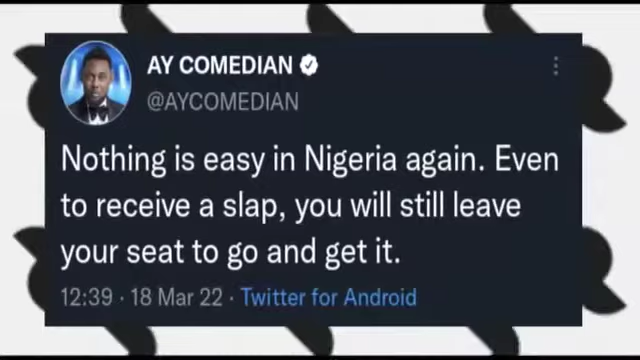 AY COMEDIAN
@AYCOMEDIAN
Nothing is easy in Nigeria again. Even
to receive a slap, you will still leave
your seat to go and get it.
12:39 · 18 Mar 22 · Twitter for Android